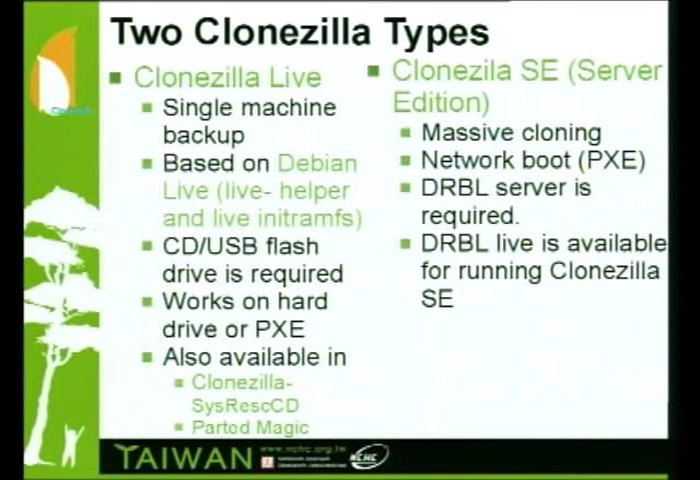 Two Clonezilla Types
Clonezilla Live
Single machine
backup
Based on Debian
Live (live- helper
and live initramfs)
CD/USB flash
drive is required
Works on hard
drive or PXE
Also available in
Clonezilla-
SysRescCD
Parted Magic
Clonezila SE (Server
Edition)
Massive cloning
Network boot (PXE)
DRBL server is
required.
DRBL live is available
for running Clonezilla
SE
TAIWAN
www.nchc.org.tw
NCHC